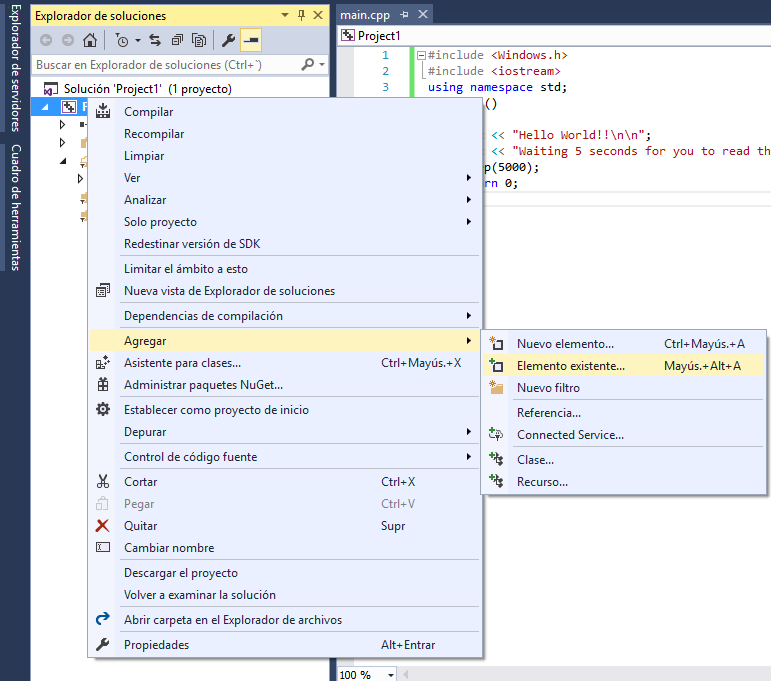 Explorador de servidores
Cuadro de herramientas
Explorador de soluciones
Buscar en Explorador de soluciones (Ctrl+`)
Solución 'Project1' (1 proyecto)
main.cpp
Project1
1 #include <Windows.h>
2 #include <iostream>
3 using namespace std;
()
<< "Hello World!!\n\n";
<< "Waiting 5 seconds for you to read th
p(5000);
rn 0;
Compilar
Recompilar
Limpiar
Ver
Analizar
Solo proyecto
Redestinar versión de SDK
Limitar el ámbito a esto
Nueva vista de Explorador de soluciones
Dependencias de compilación
Agregar
Asistente para clases... Ctrl+Mayús.+X
Administrar paquetes NuGet...
Establecer como proyecto de inicio
Depurar
Control de código fuente
Cortar Ctrl+X
Pegar Ctrl+V
Quitar Supr
Cambiar nombre
Descargar el proyecto
Volver a examinar la solución
Abrir carpeta en el Explorador de archivos
Propiedades Alt+Entrar
Nuevo elemento... Ctrl+Mayús.+A
Elemento existente... Mayús.+Alt+A
Nuevo filtro
Referencia...
Connected Service...
Clase...
Recurso...
100 %